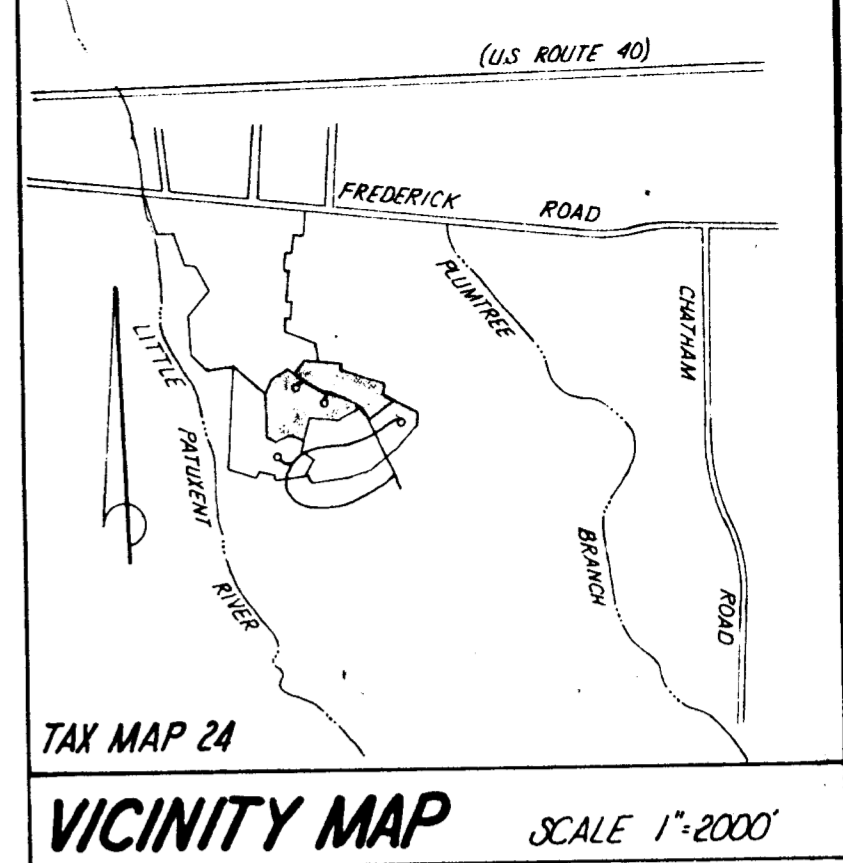 (U.S ROUTE 40)
FREDERICK ROAD
PLUMTREE
BRANCH
CHATHAM
ROAD
LITTLE
PATUXENT
RIVER
TAX MAP 24
VICINITY MAP SCALE 1"=2000'